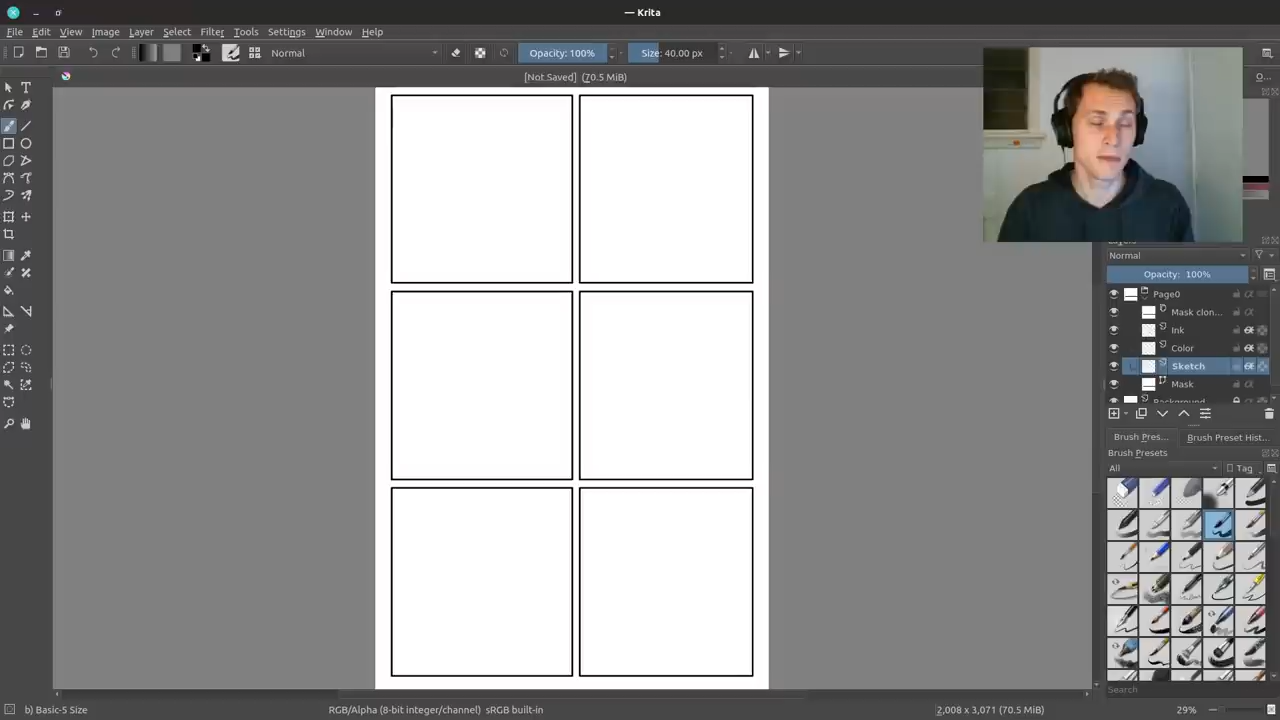 — Krita
File Edit View Image Layer Select Filter Tools Settings Window Help
Normal Opacity: 100% Size: 40.00 px
[Not Saved] (70.5 MiB)
O...
Normal
Opacity: 100%
Page0
Mask clon...
Ink
Color
Sketch
Mask
Background
Brush Pres... Brush Preset Hist...
Brush Presets
All Tag
Search
b) Basic-5 Size RGB/Alpha (8-bit integer/channel) sRGB built-in 2,008 x 3,071 (70.5 MiB) 29%